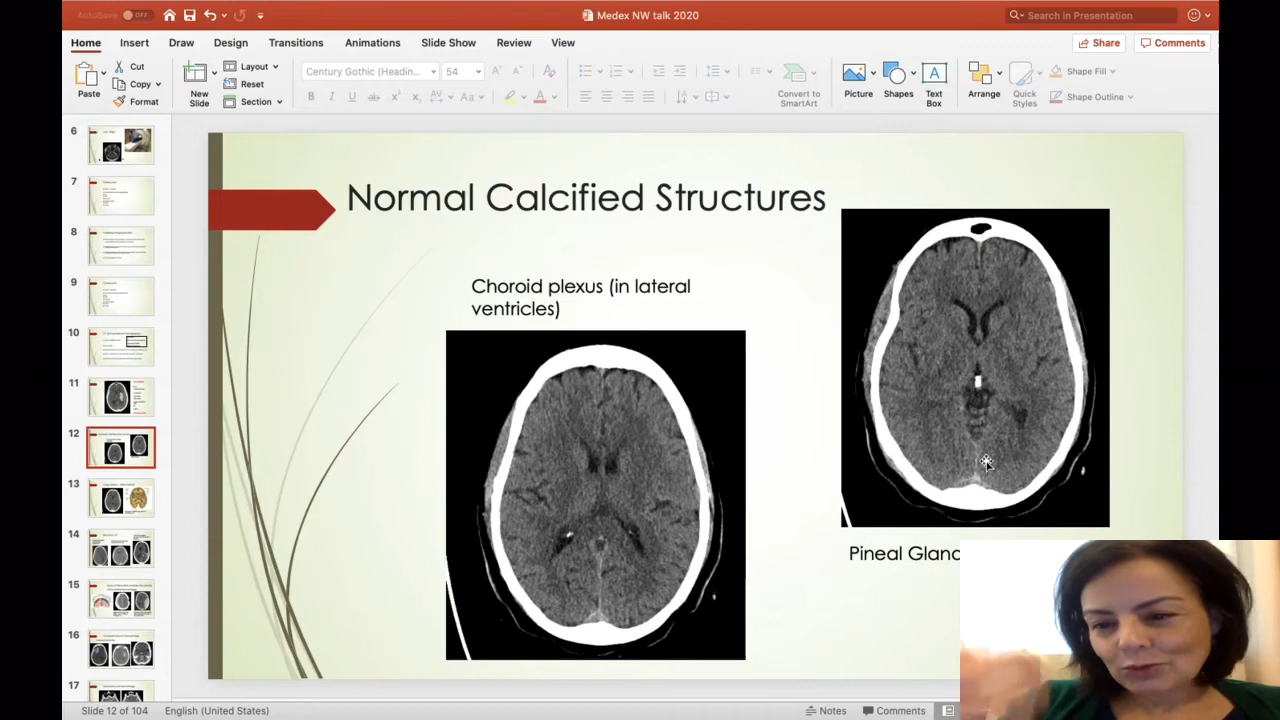 AutoSave OFF
Medex NW talk 2020
Search in Presentation
Home Insert Draw Design Transitions Animations Slide Show Review View
Share Comments
Paste
Cut
Copy
Format
New
Slide
Layout
Reset
Section
Century Gothic (Headin... 54
Convert to
SmartArt
Picture
Shapes
Text
Box
Arrange
Quick
Styles
Shape Fill
Shape Outline
6
7
8
9
10
11
12
13
14
15
16
17
Normal Calcified Structures
Choroid plexus (in lateral
ventricles)
Pineal Gland
Slide 12 of 104 English (United States) Notes Comments